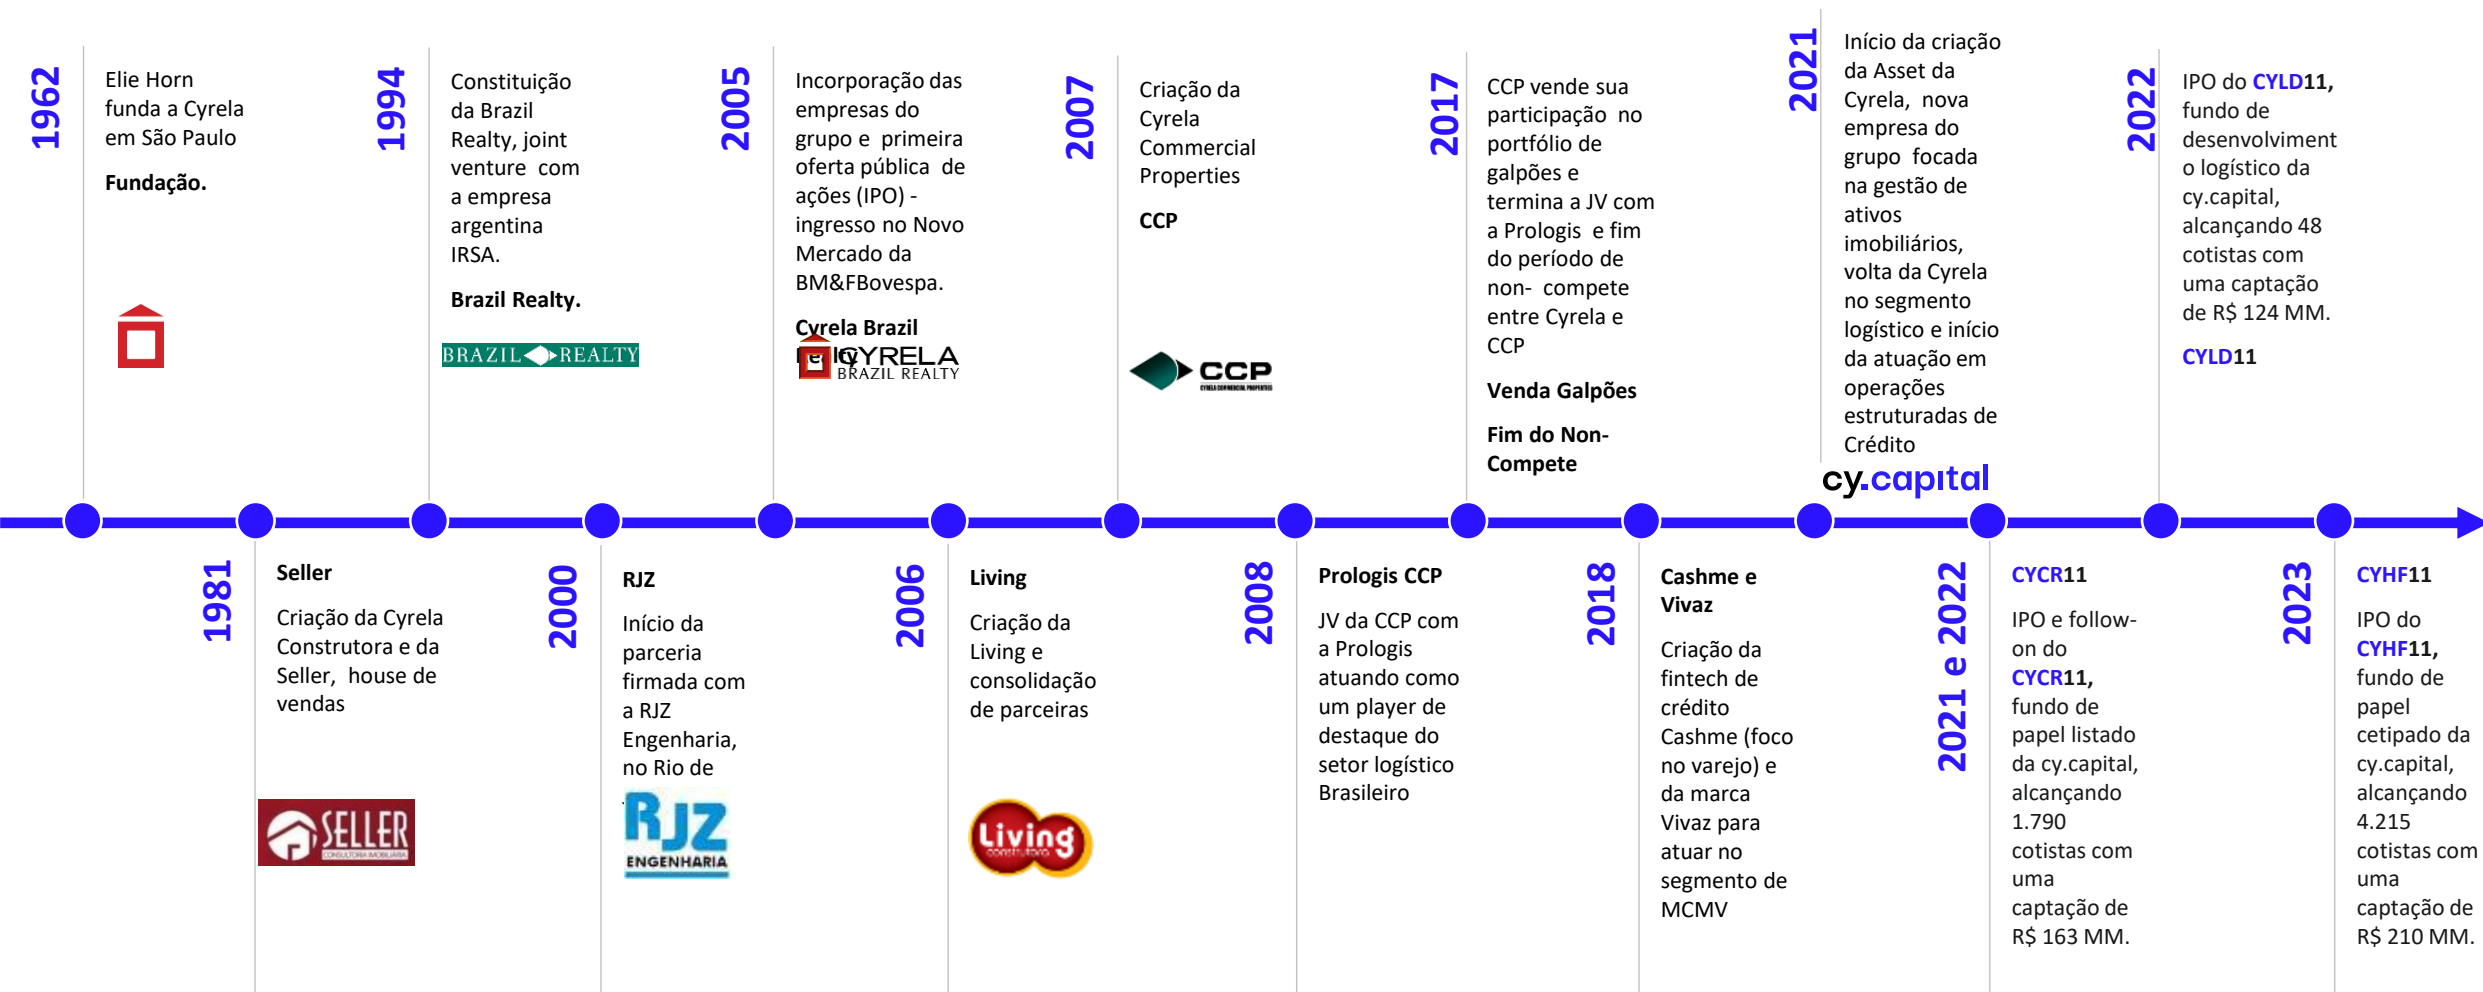 1962
Elie Horn
funda a Cyrela
em São Paulo
Fundação.
1994
Constituição
da Brazil
Realty, joint
venture com
a empresa
argentina
IRSA.
Brazil Realty.
BRAZIL REALTY
2005
Incorporação das
empresas do
grupo e primeira
oferta pública de
ações (IPO) -
ingresso no Novo
Mercado da
BM&FBovespa.
Cyrela Brazil
CYRELA
BRAZIL REALTY
2007
Criação da
Cyrela
Commercial
Properties
CCP
CCP
CYRELA COMMERCIAL PROPERTIES
2017
CCP vende sua
participação no
portfólio de
galpões e
termina a JV com
a Prologis e fim
do período de
non- compete
entre Cyrela e
CCP
Venda Galpões
Fim do Non-
Compete
2021
Início da criação
da Asset da
Cyrela, nova
empresa do
grupo focada
na gestão de
ativos
imobiliários,
volta da Cyrela
no segmento
logístico e início
da atuação em
operações
estruturadas de
Crédito
cy.capital
2022
IPO do CYLD11,
fundo de
desenvolviment
o logístico da
cy.capital,
alcançando 48
cotistas com
uma captação
de R$ 124 MM.
CYLD11
1981
Seller
Criação da Cyrela
Construtora e da
Seller, house de
vendas
SELLER
CONSULTORIA IMOBILIÁRIA
2000
RJZ
Início da
parceria
firmada com
a RJZ
Engenharia,
no Rio de
RJZ
ENGENHARIA
2006
Living
Criação da
Living e
consolidação
de parceiras
Living
construtora
2008
Prologis CCP
JV da CCP com
a Prologis
atuando como
um player de
destaque do
setor logístico
Brasileiro
2018
Cashme e
Vivaz
Criação da
fintech de
crédito
Cashme (foco
no varejo) e
da marca
Vivaz para
atuar no
segmento de
MCMV
2021 e 2022
CYCR11
IPO e follow-
on do
CYCR11,
fundo de
papel listado
da cy.capital,
alcançando
1.790
cotistas com
uma
captação de
R$ 163 MM.
2023
CYHF11
IPO do
CYHF11,
fundo de
papel
cetipado da
cy.capital,
alcançando
4.215
cotistas com
uma
captação de
R$ 210 MM.